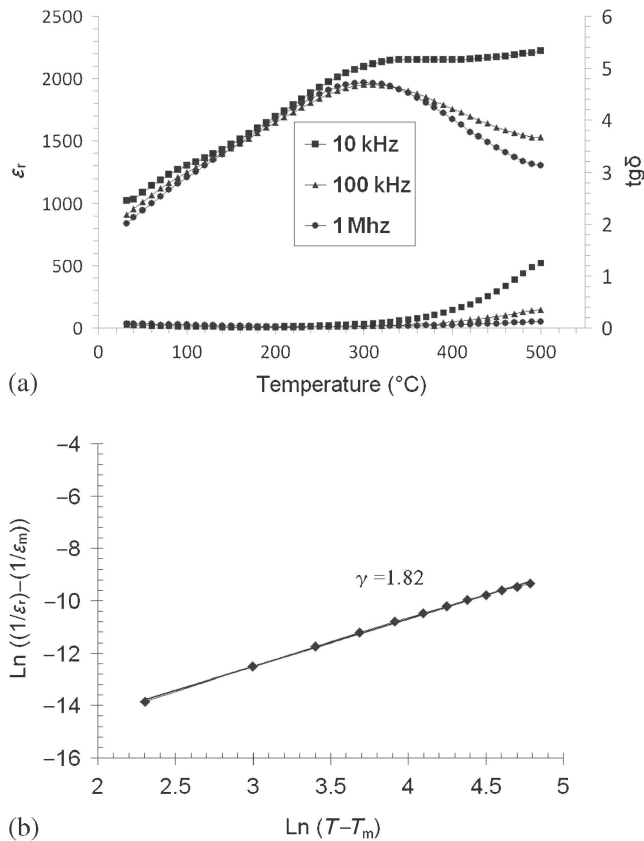 2500
2000
1500
1000
500
0
εr
6
5
4
3
2
1
0
tgδ
10 kHz
100 kHz
1Mhz
0 100 200 300 400 500
Temperature (°C)
(a)
−4
−6
−8
−10
−12
−14
−16
Ln ((1/εr)−(1/εm))
γ =1.82
2 2.5 3 3.5 4 4.5 5
Ln (T−Tm)
(b)